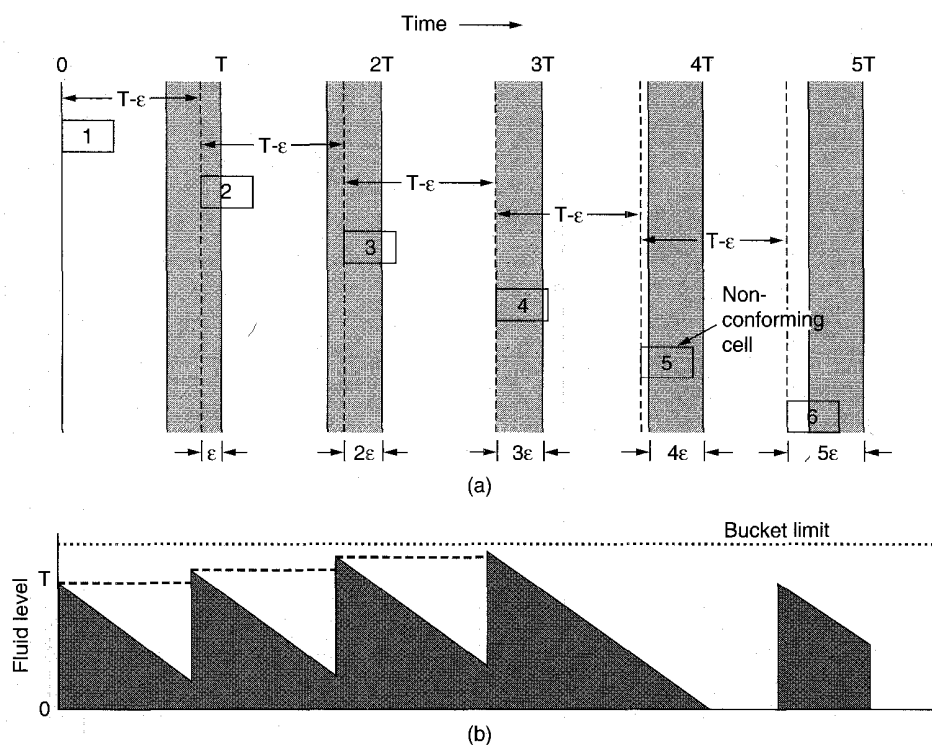 Time
0 T 2T 3T 4T 5T
T-ε
1
T-ε
2
T-ε
3
T-ε
4
T-ε
Non-
conforming
cell
5
6
ε 2ε 3ε 4ε 5ε
(a)
Bucket limit
T
Fluid level
0
(b)